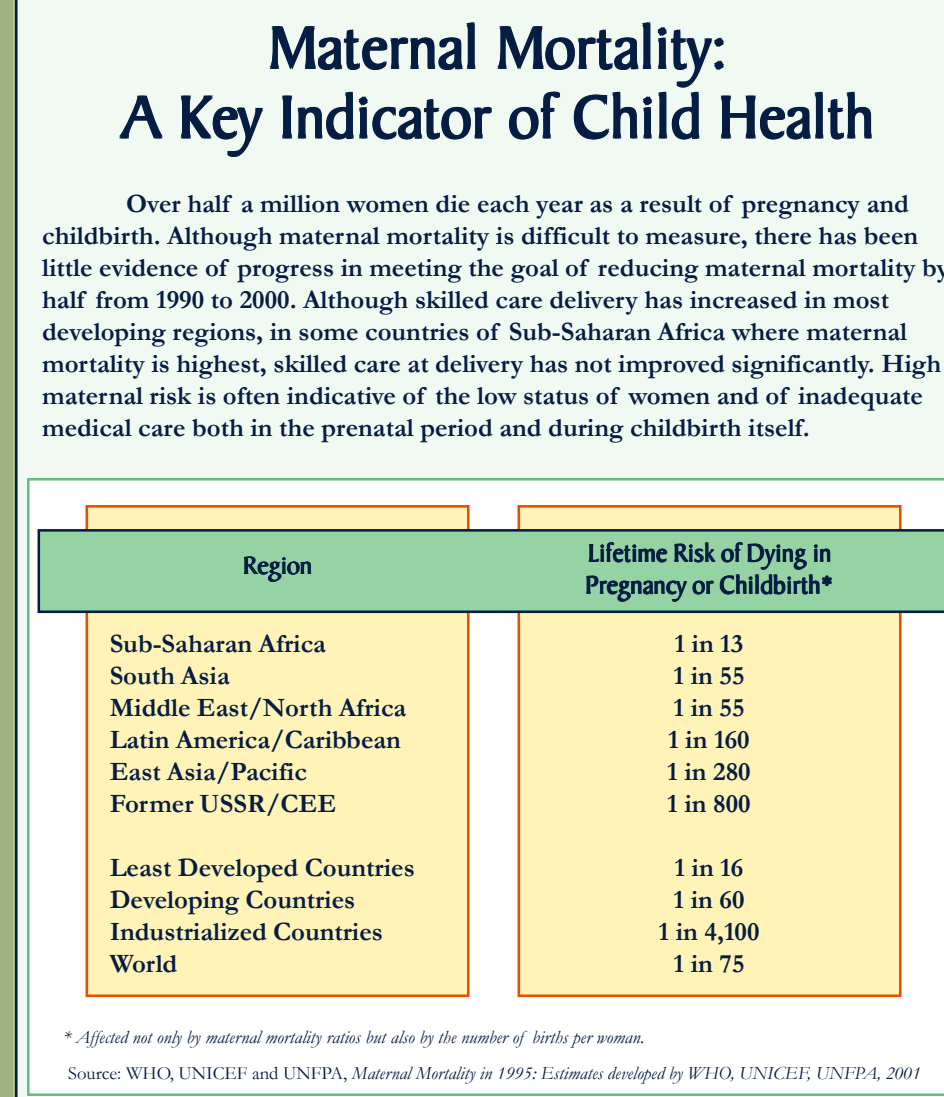 Maternal Mortality:
A Key Indicator of Child Health
Over half a million women die each year as a result of pregnancy and
childbirth. Although maternal mortality is difficult to measure, there has been
little evidence of progress in meeting the goal of reducing maternal mortality by
half from 1990 to 2000. Although skilled care delivery has increased in most
developing regions, in some countries of Sub-Saharan Africa where maternal
mortality is highest, skilled care at delivery has not improved significantly. High
maternal risk is often indicative of the low status of women and of inadequate
medical care both in the prenatal period and during childbirth itself.
Region Lifetime Risk of Dying in
Pregnancy or Childbirth*
Sub-Saharan Africa 1 in 13
South Asia 1 in 55
Middle East/North Africa 1 in 55
Latin America/Caribbean 1 in 160
East Asia/Pacific 1 in 280
Former USSR/CEE 1 in 800
Least Developed Countries 1 in 16
Developing Countries 1 in 60
Industrialized Countries 1 in 4,100
World 1 in 75
* Affected not only by maternal mortality ratios but also by the number of births per woman.
Source: WHO, UNICEF and UNFPA, Maternal Mortality in 1995: Estimates developed by WHO, UNICEF, UNFPA, 2001